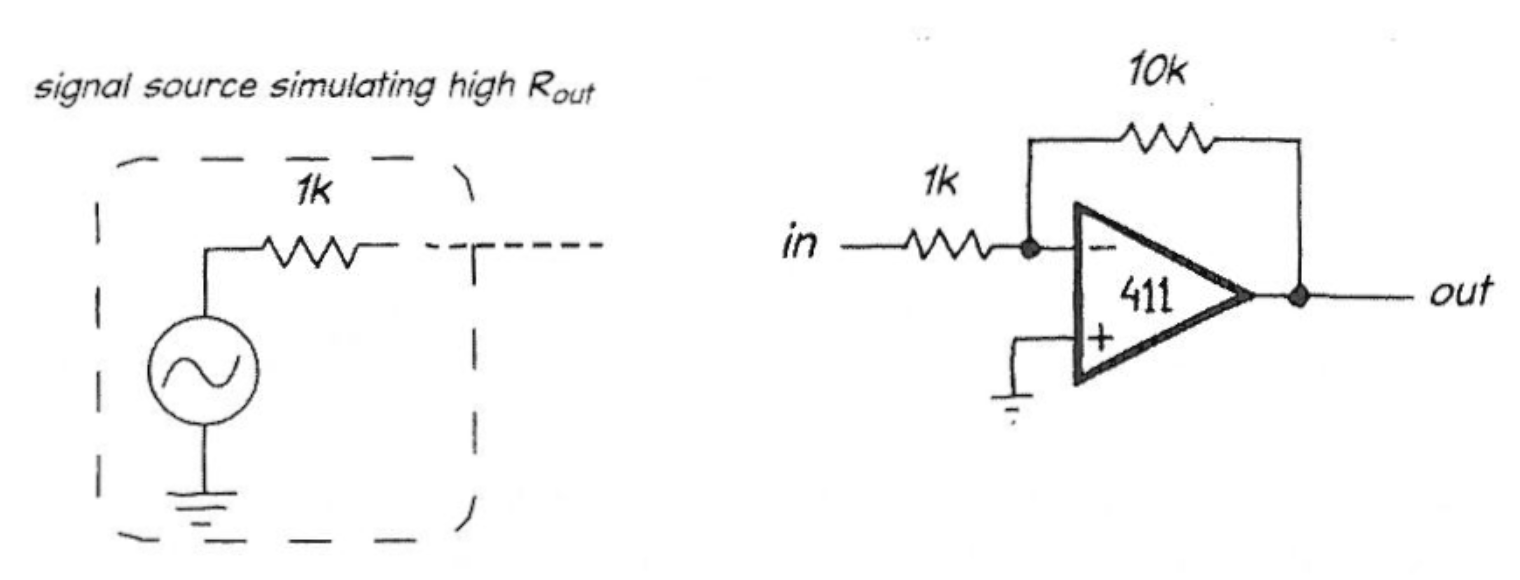 signal source simulating high Rout
1k
10k
1k
in
−
411
+
out